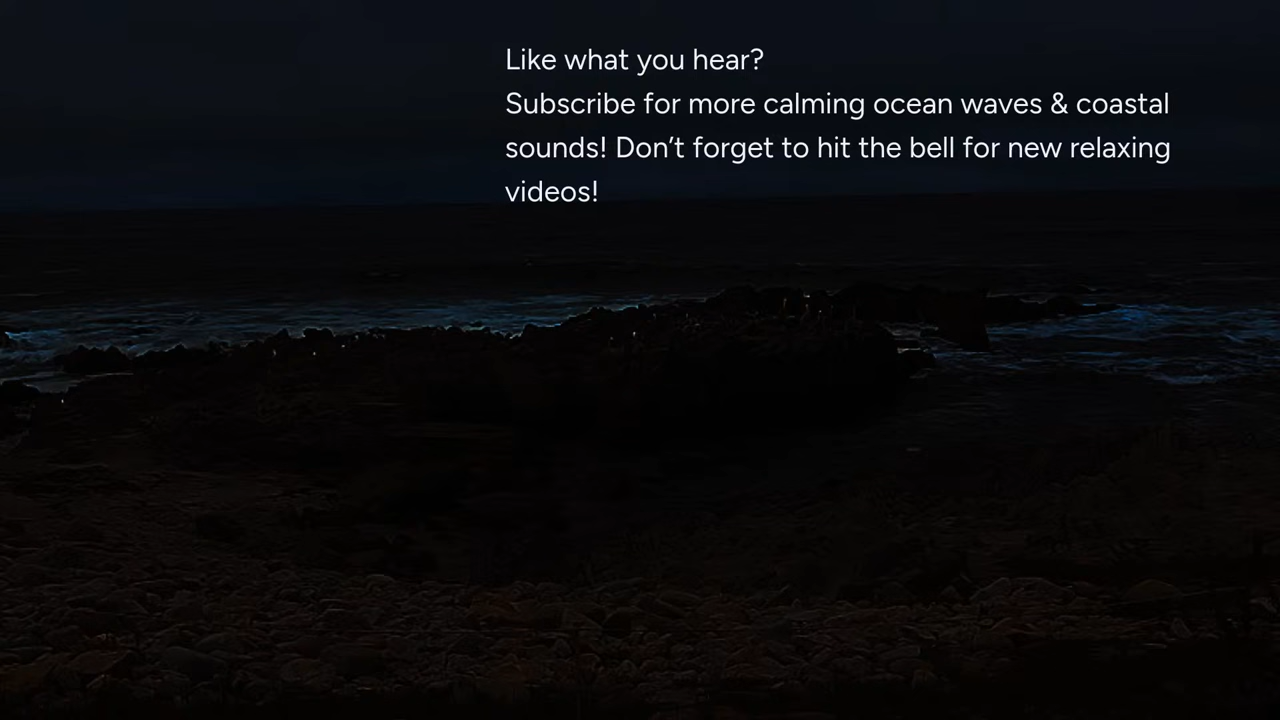 Like what you hear?
Subscribe for more calming ocean waves & coastal
sounds! Don’t forget to hit the bell for new relaxing
videos!